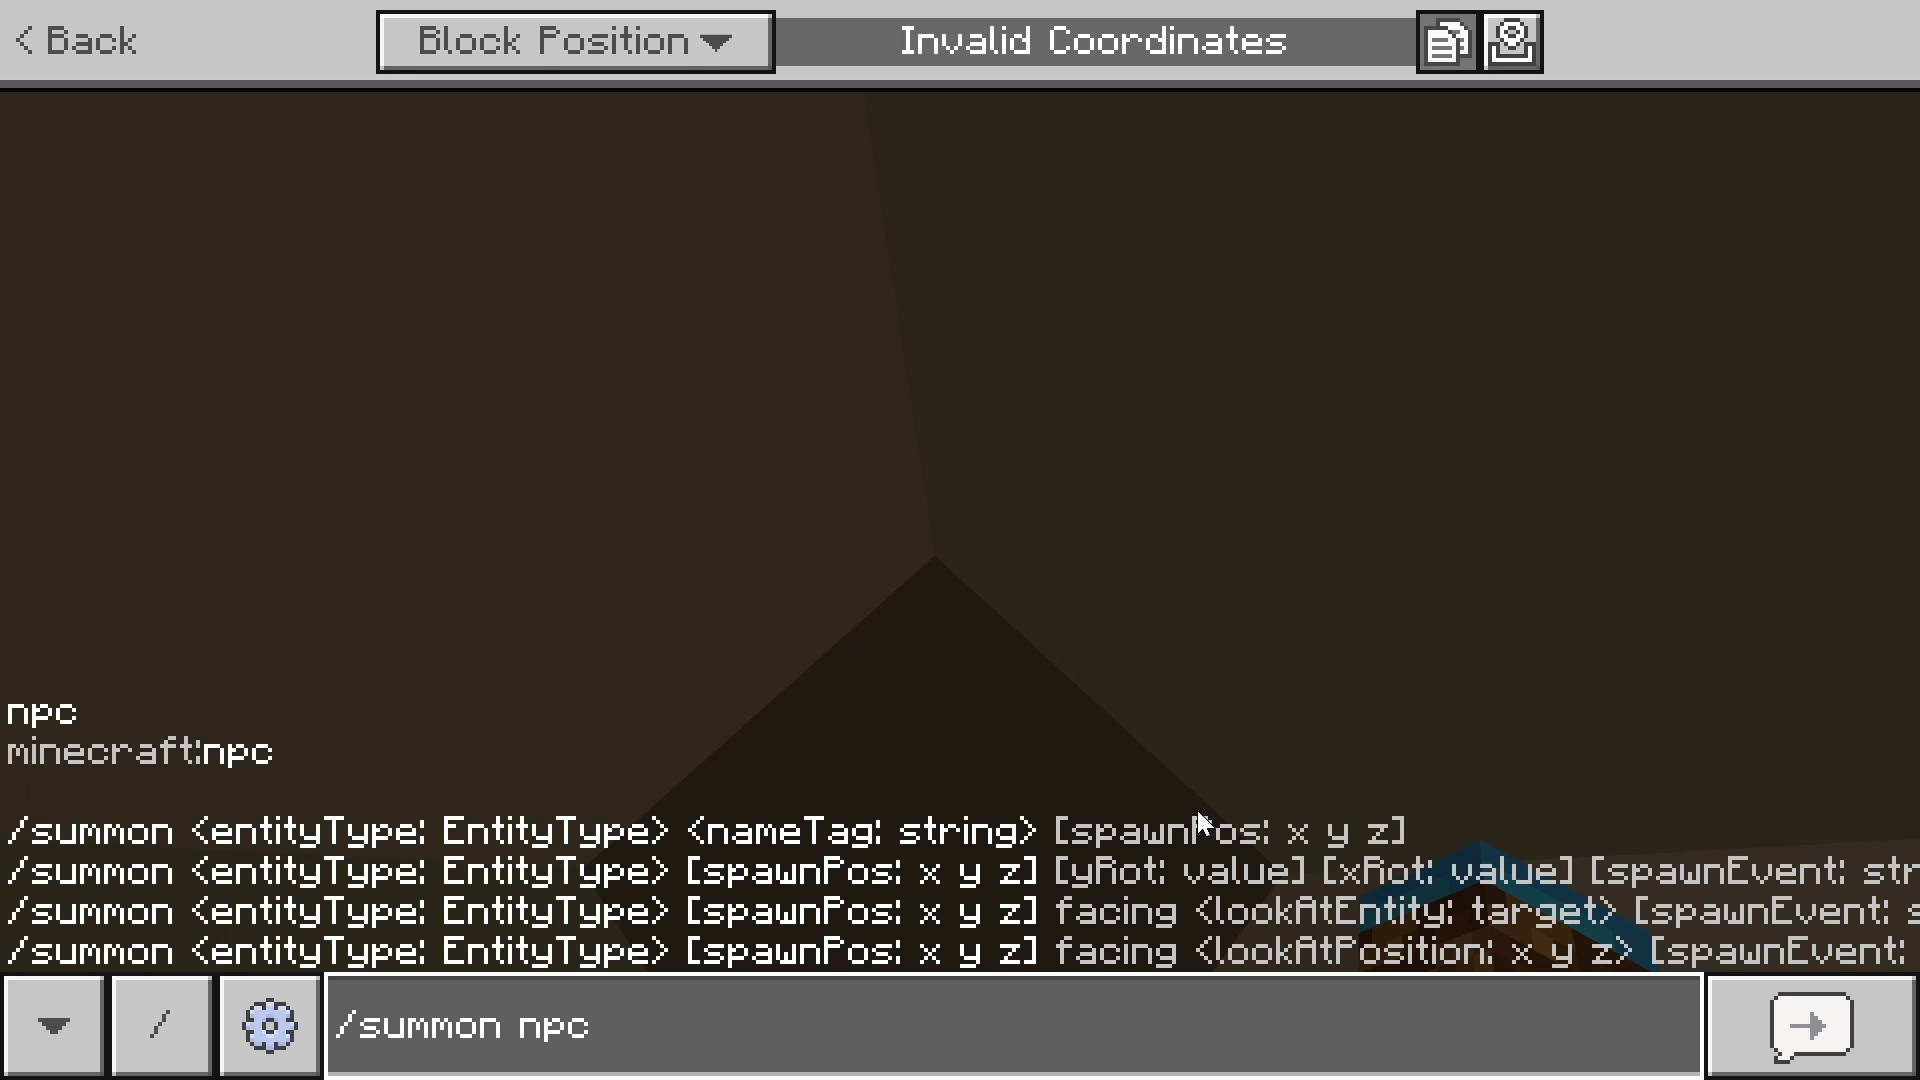 < Back
Block Position
Invalid Coordinates
npc
minecraft:npc
/summon <entityType: EntityType> <nameTag: string> [spawnPos: x y z]
/summon <entityType: EntityType> [spawnPos: x y z] [yRot: value] [xRot: value] [spawnEvent: str
/summon <entityType: EntityType> [spawnPos: x y z] facing <lookAtEntity: target> [spawnEvent: s
/summon <entityType: EntityType> [spawnPos: x y z] facing <lookAtPosition: x y z> [spawnEvent:
/
/summon npc